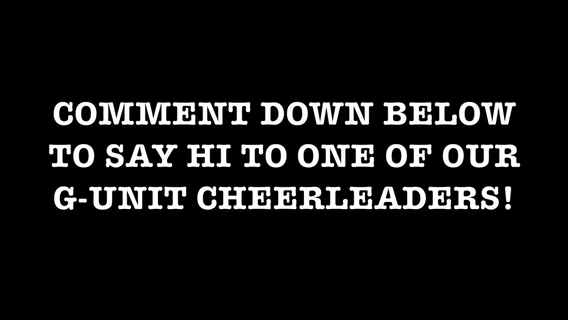 COMMENT DOWN BELOW
TO SAY HI TO ONE OF OUR
G-UNIT CHEERLEADERS!